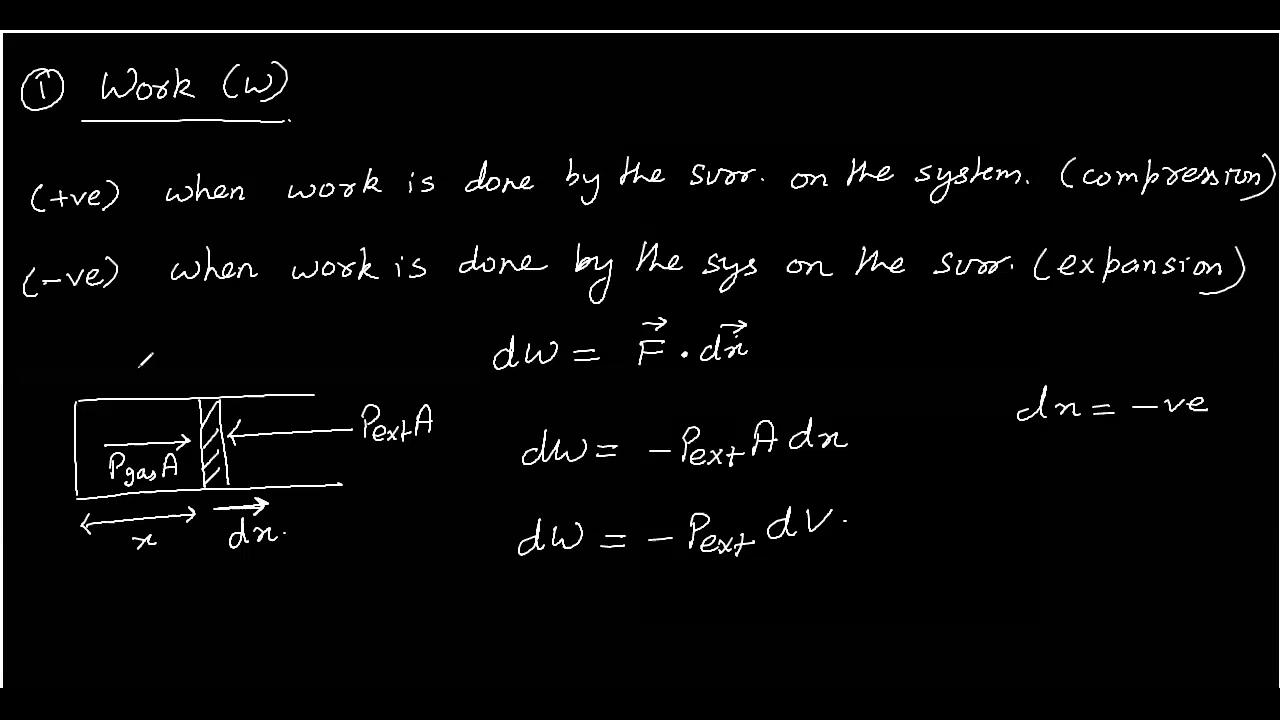 ① Work (W)
(+ve) when work is done by the surr. on the system. (compression)
(-ve) when work is done by the sys on the surr. (expansion)
dW = F⃗ . dx⃗
dx = -ve
PextA
dW = -Pext A dx
PgasA
dW = -Pext dV.
x dx.